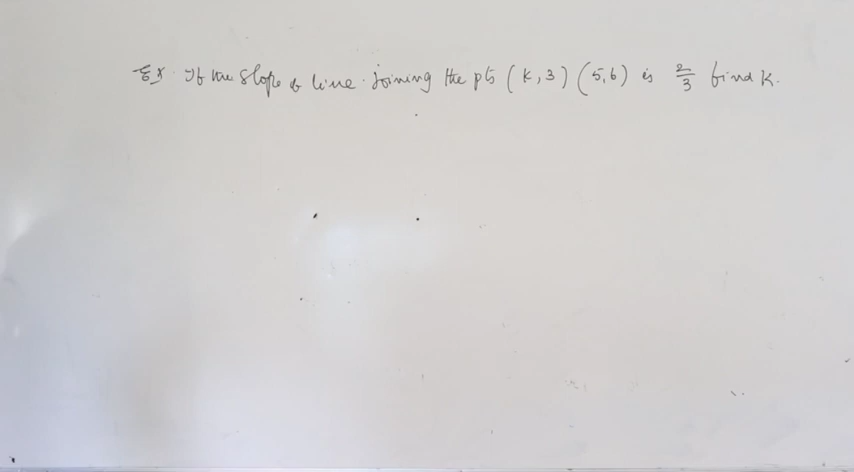 Ex. If the slope of line joining the pts (k, 3) (5, 6) is 2/3 find k.